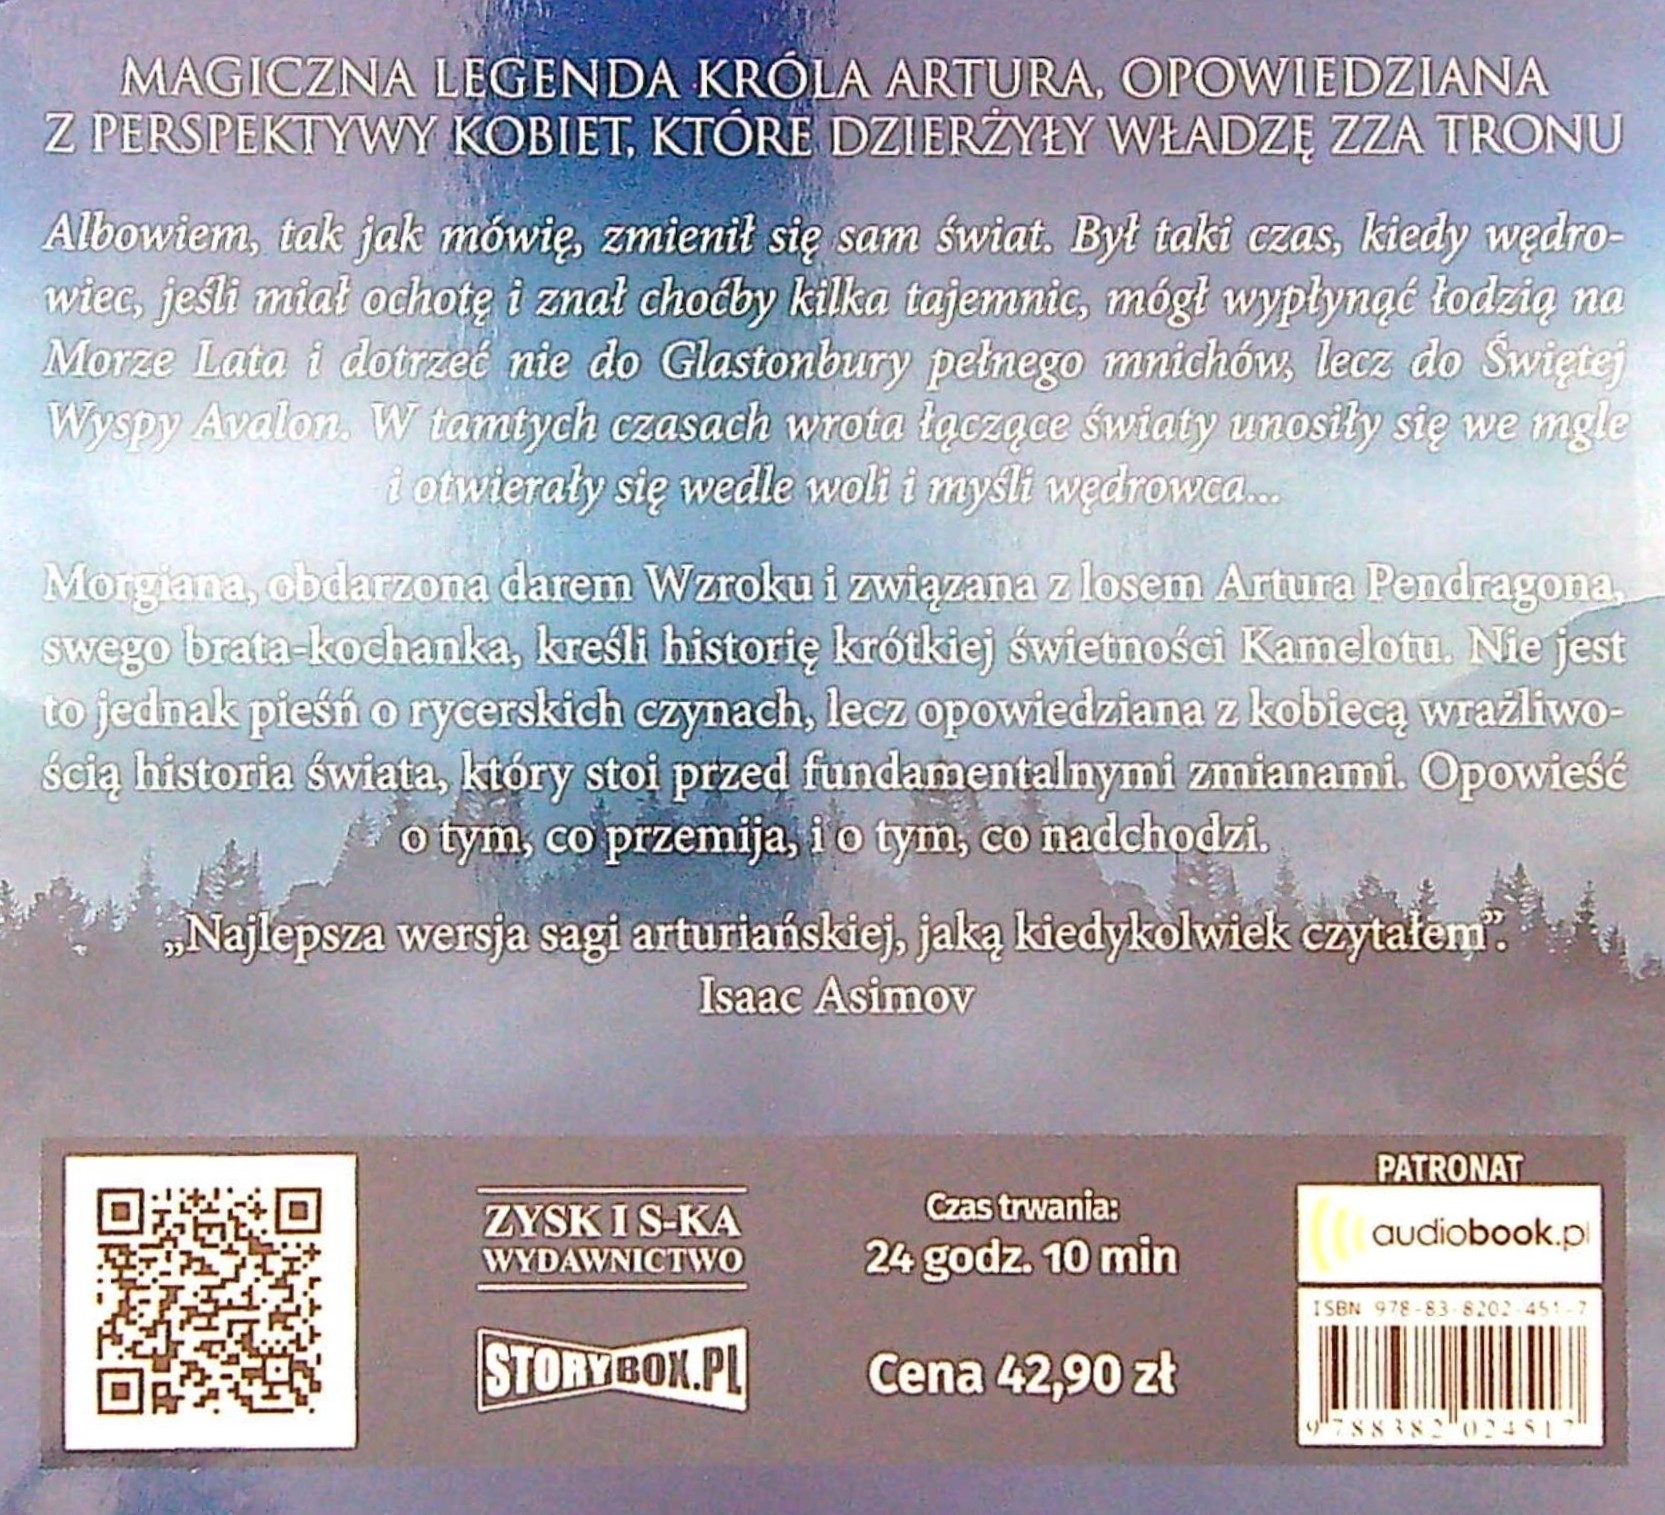 MAGICZNA LEGENDA KRÓLA ARTURA, OPOWIEDZIANA
Z PERSPEKTYWY KOBIET, KTÓRE DZIERŻYŁY WŁADZĘ ZZA TRONU
Albowiem, tak jak mówię, zmienił się sam świat. Był taki czas, kiedy wędro-
wiec, jeśli miał ochotę i znał choćby kilka tajemnic, mógł wypłynąć łodzią na
Morze Lata i dotrzeć nie do Glastonbury pełnego mnichów, lecz do Świętej
Wyspy Avalon. W tamtych czasach wrota łączące światy unosiły się we mgle
i otwierały się wedle woli i myśli wędrowca...
Morgiana, obdarzona darem Wzroku i związana z losem Artura Pendragona,
swego brata-kochanka, kreśli historię krótkiej świetności Kamelotu. Nie jest
to jednak pieśń o rycerskich czynach, lecz opowiedziana z kobiecą wrażliwo-
ścią historia świata, który stoi przed fundamentalnymi zmianami. Opowieść
o tym, co przemija, i o tym, co nadchodzi.
„Najlepsza wersja sagi arturiańskiej, jaką kiedykolwiek czytałem”.
Isaac Asimov
ZYSK I S-KA
WYDAWNICTWO
STORYBOX.PL
Czas trwania:
24 godz. 10 min
Cena 42,90 zł
PATRONAT
audiobook.pl
ISBN 978-83-8202-451-7
9 788382 024517